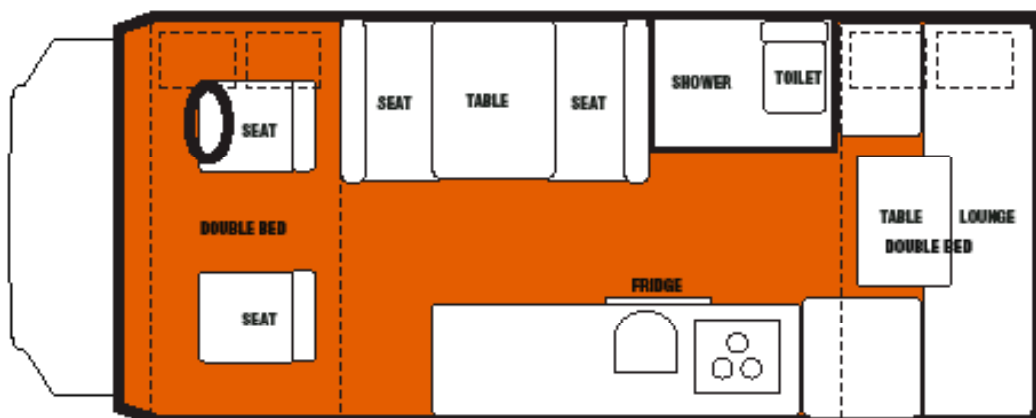 SEAT
DOUBLE BED
SEAT
SEAT
TABLE
SEAT
SHOWER
TOILET
FRIDGE
TABLE
LOUNGE
DOUBLE BED